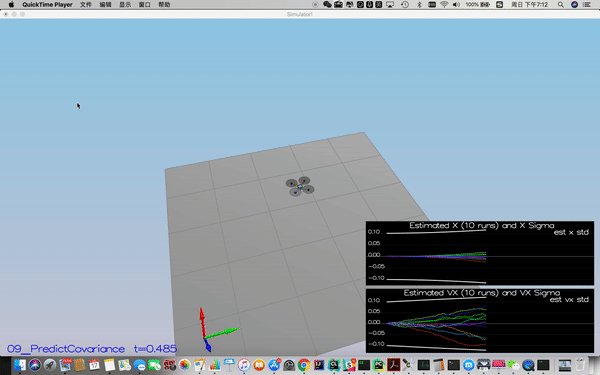 QuickTime Player 文件 编辑 显示 窗口 帮助 100% 周日 下午7:12
Simulator!
Estimated X (10 runs) and X Sigma
est x std
0.10
0.05
0.00
-0.05
-0.10
Estimated VX (10 runs) and VX Sigma
est vx std
0.10
0.05
0.00
-0.05
-0.10
09_PredictCovariance t=0.485